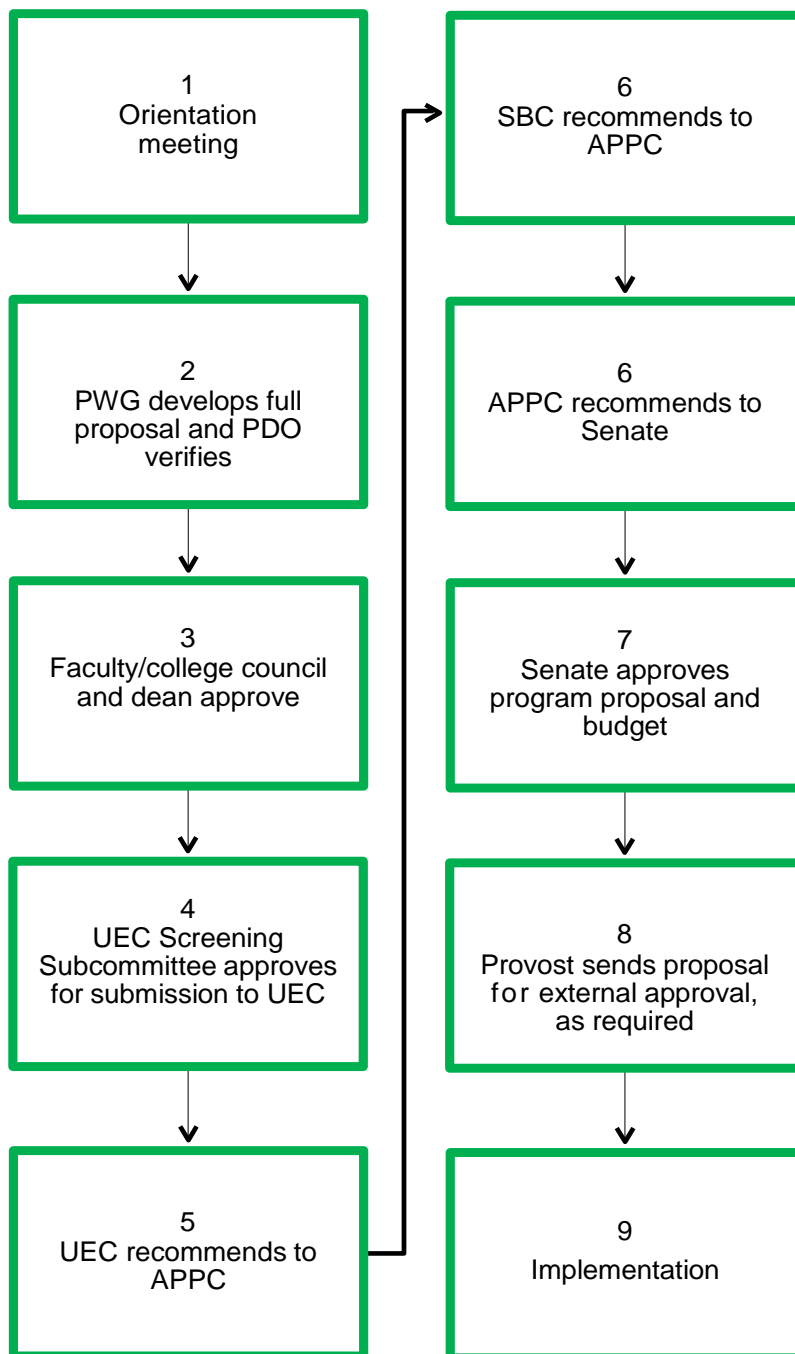 1
Orientation
meeting
2
PWG develops full
proposal and PDO
verifies
3
Faculty/college council
and dean approve
4
UEC Screening
Subcommittee approves
for submission to UEC
5
UEC recommends to
APPC
6
SBC recommends to
APPC
6
APPC recommends to
Senate
7
Senate approves
program proposal and
budget
8
Provost sends proposal
for external approval,
as required
9
Implementation